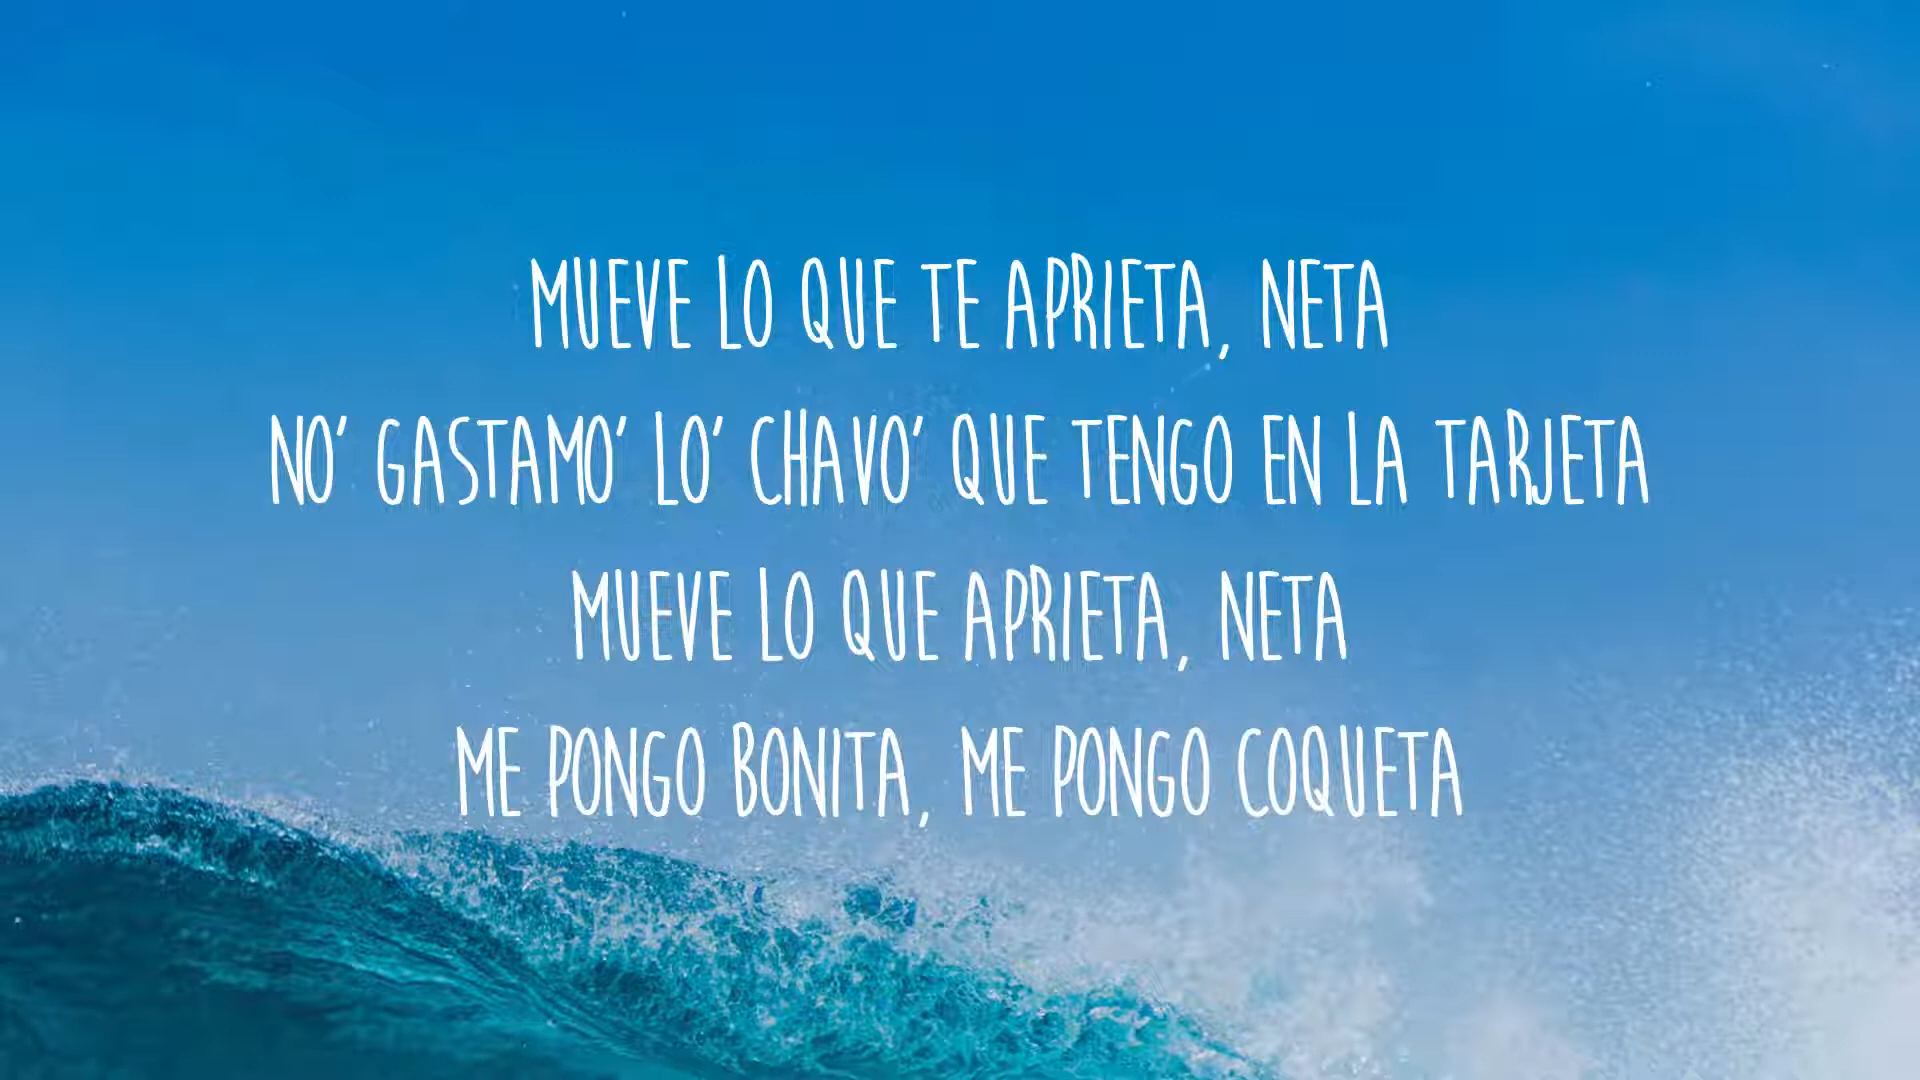 MUEVE LO QUE TE APRIETA, NETA
NO' GASTAMO' LO' CHAVO' QUE TENGO EN LA TARJETA
MUEVE LO QUE APRIETA, NETA
ME PONGO BONITA, ME PONGO COQUETA